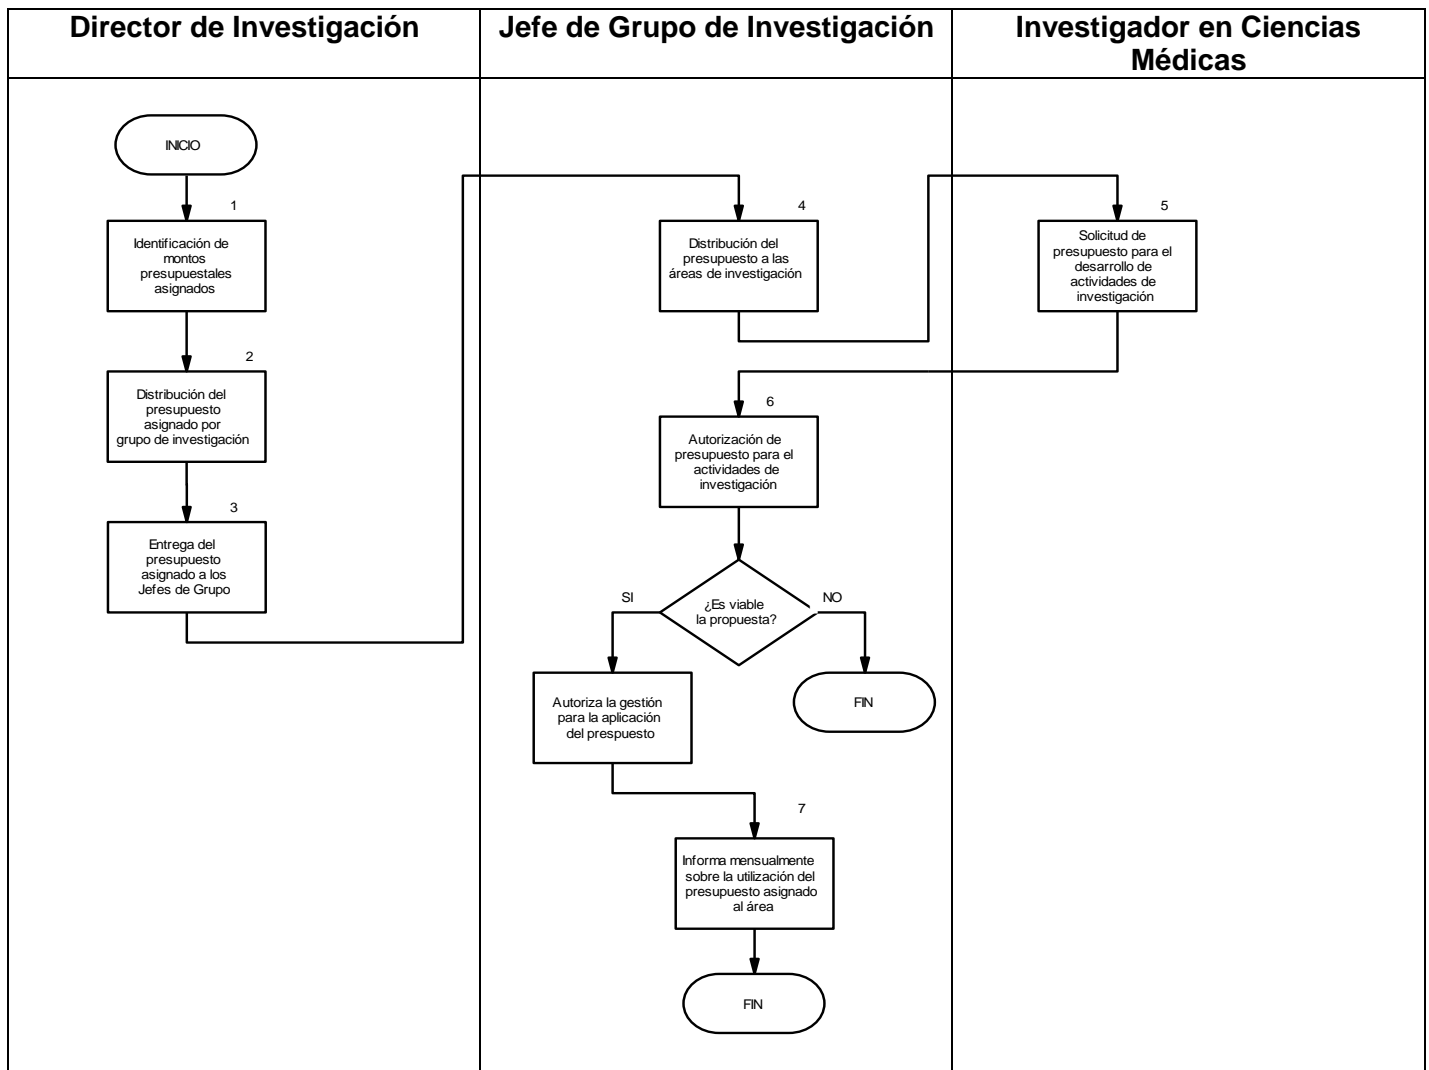 Director de Investigación
Jefe de Grupo de Investigación
Investigador en Ciencias
Médicas
INICIO
1
Identificación de
montos
presupuestales
asignados
2
Distribución del
presupuesto
asignado por
grupo de investigación
3
Entrega del
presupuesto
asignado a los
Jefes de Grupo
4
Distribución del
presupuesto a las
áreas de investigación
5
Solicitud de
presupuesto para el
desarrollo de
actividades de
investigación
6
Autorización de
presupuesto para el
actividades de
investigación
¿Es viable
la propuesta?
SI
NO
Autoriza la gestión
para la aplicación
del prespuesto
FIN
7
Informa mensualmente
sobre la utilización del
presupuesto asignado
al área
FIN